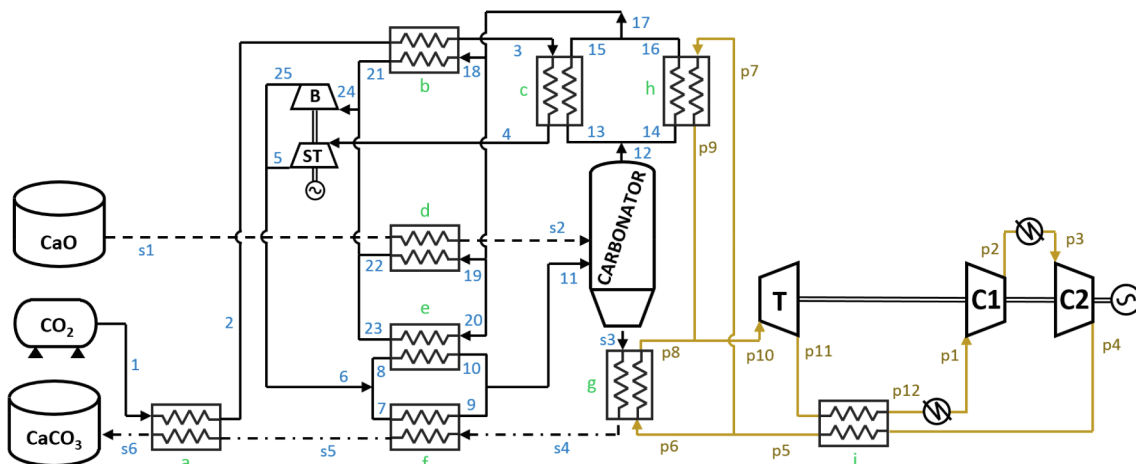 17
3
15
16
b
18
21
25
24
B
p7
c
h
4
13
14
12
p9
5
ST
d
CaO
s1
s2
CARBONATOR
22
19
11
p2
p3
T
C1
C2
e
CO2
2
23
20
1
6
8
10
s3
p8
p10
p11
p1
p4
g
p12
CaCO3
7
9
s6
s5
s4
p6
p5
a
f
i